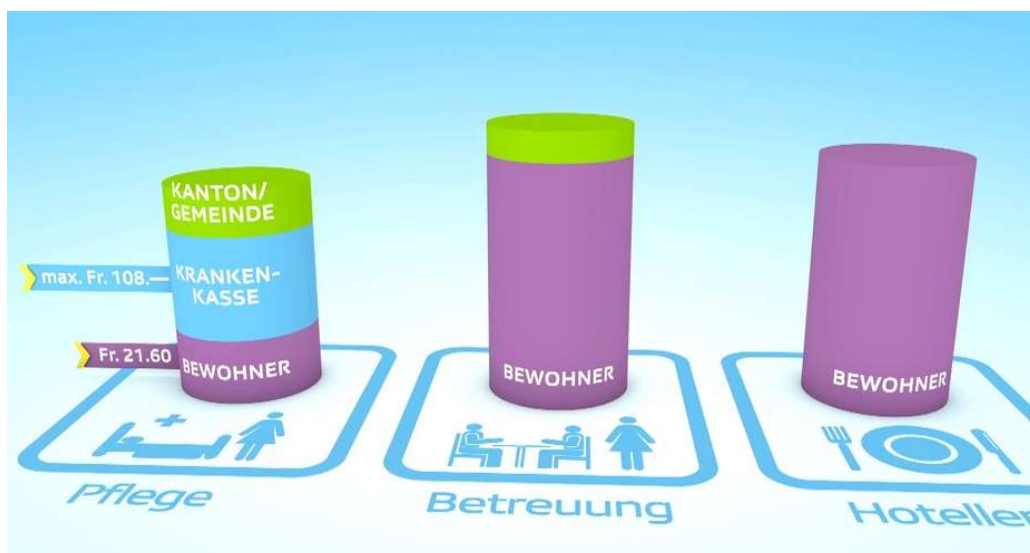 KANTON/
GEMEINDE
max. Fr. 108.—
KRANKEN-
KASSE
Fr. 21.60
BEWOHNER
BEWOHNER
BEWOHNER
Pflege
Betreuung
Hoteller